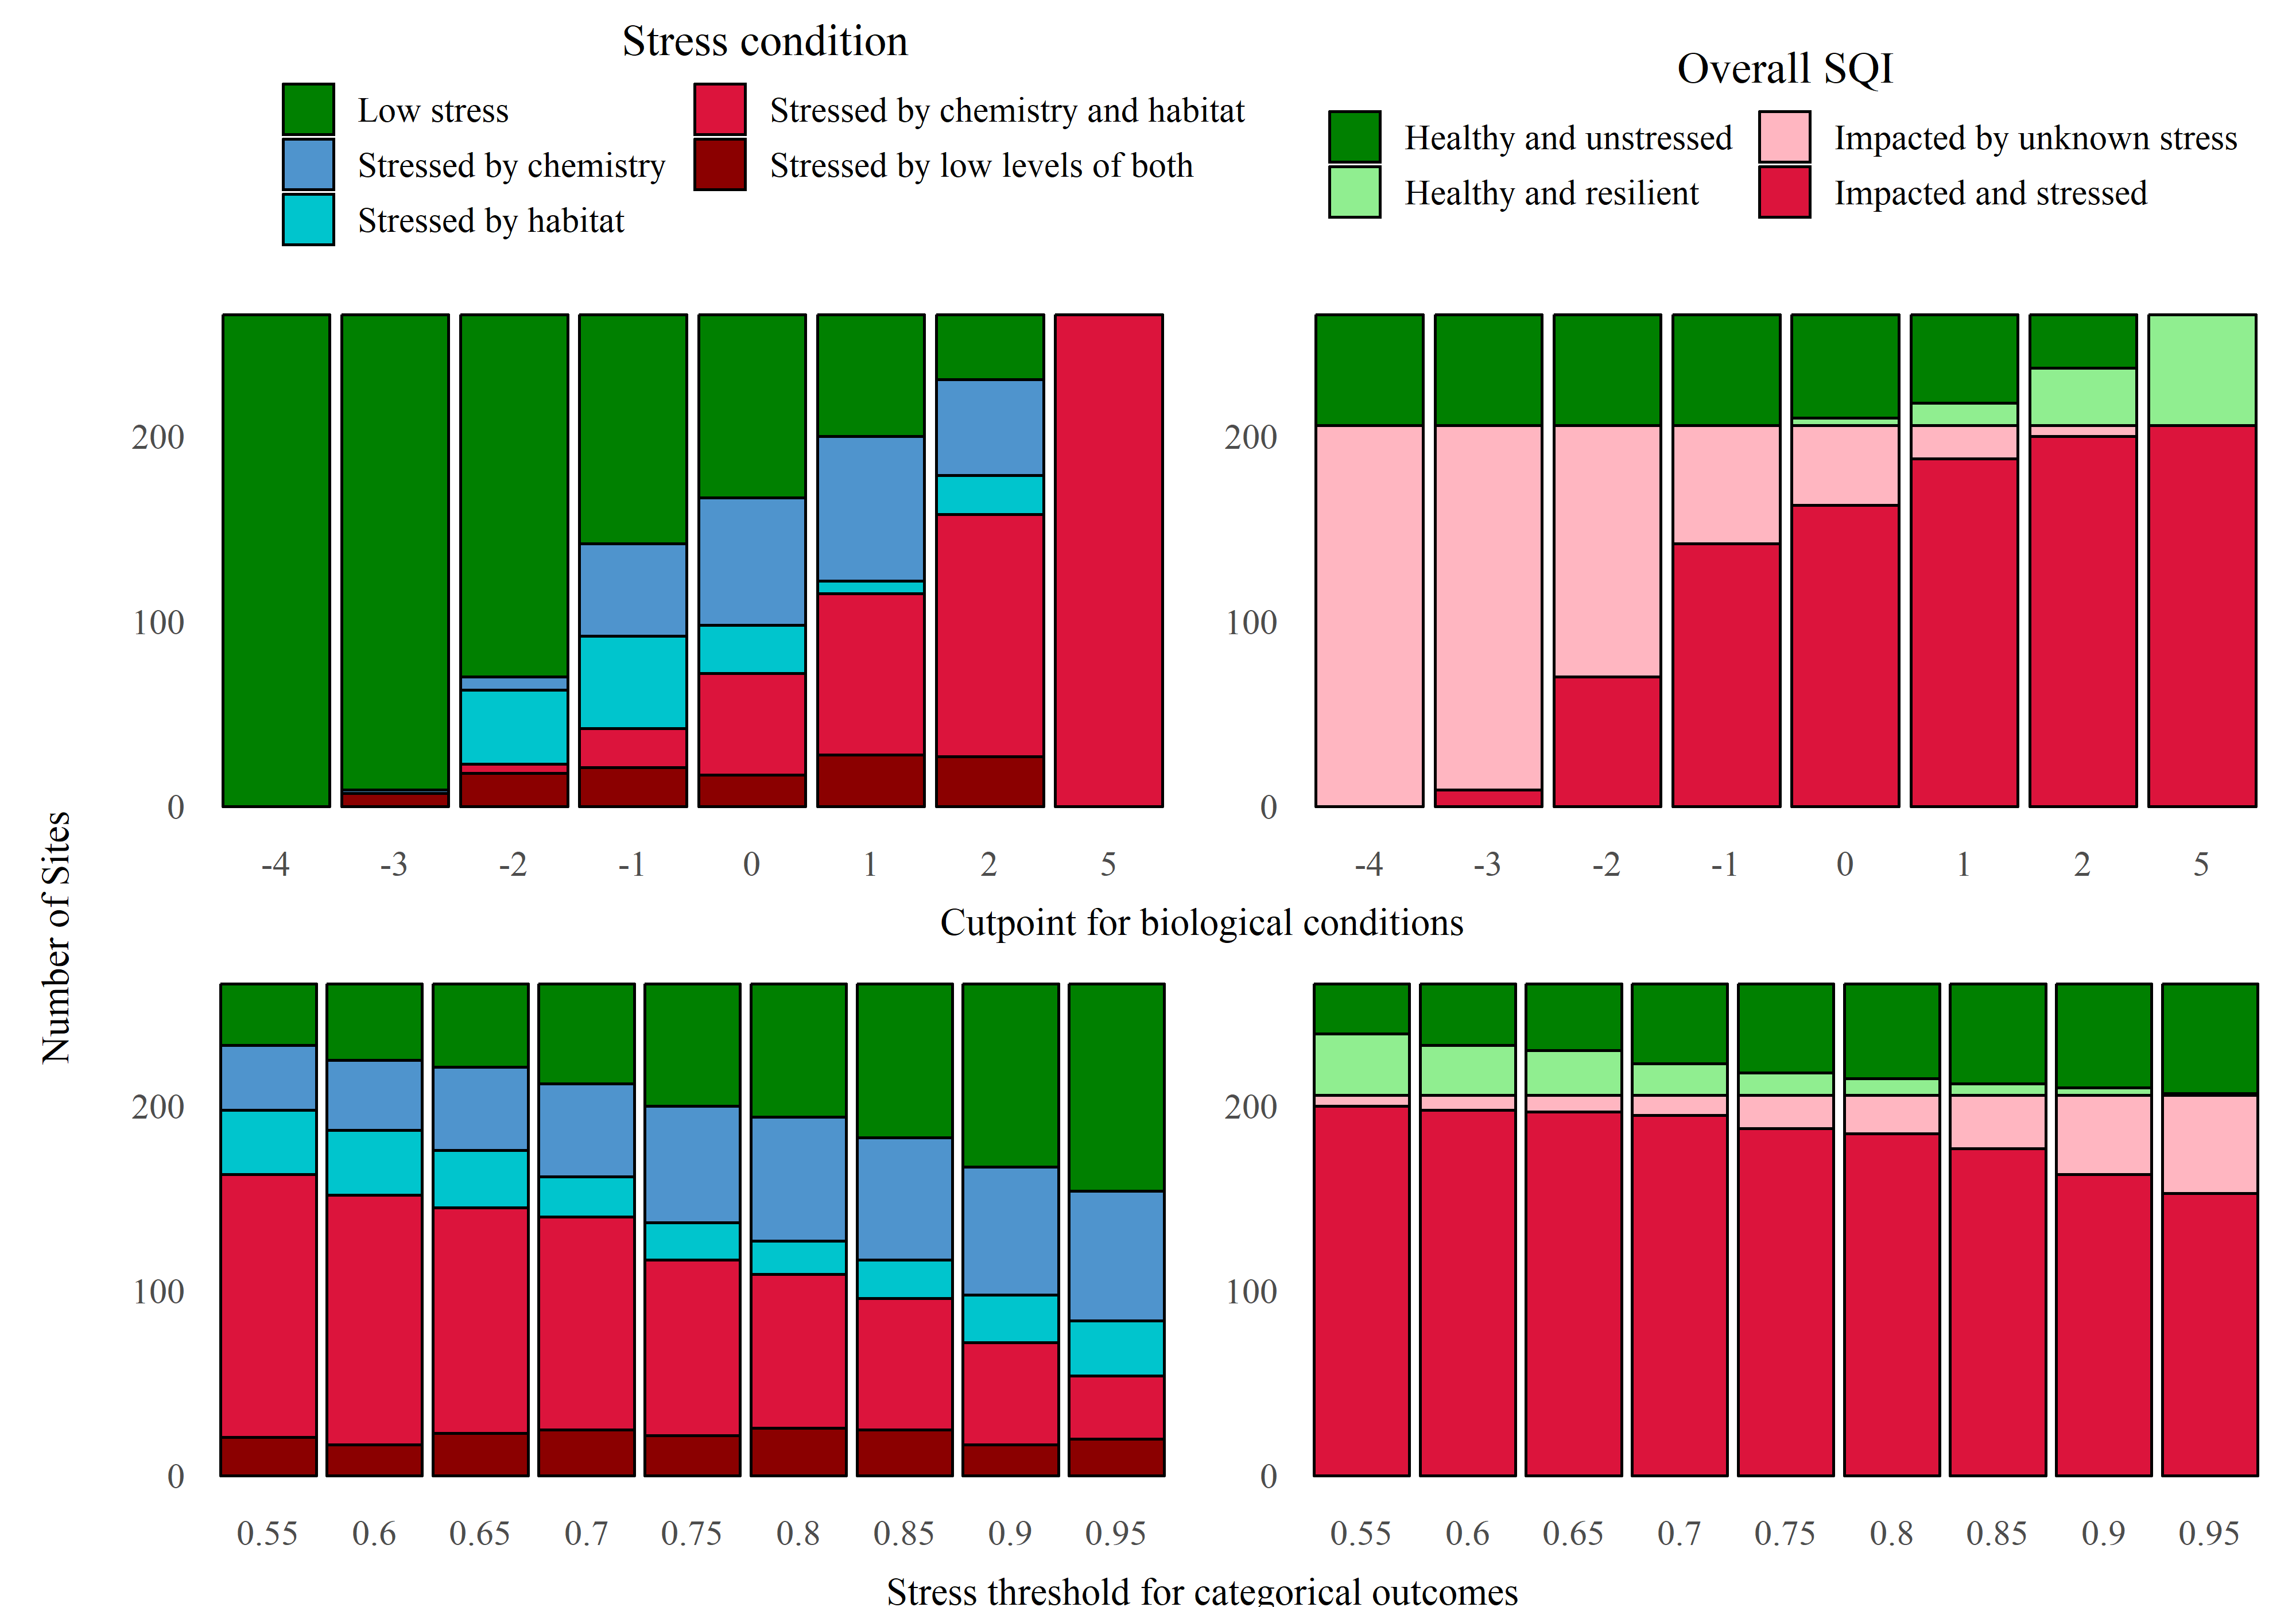 Stress condition
Low stress
Stressed by chemistry
Stressed by habitat
Stressed by chemistry and habitat
Stressed by low levels of both
Overall SQI
Healthy and unstressed
Healthy and resilient
Impacted by unknown stress
Impacted and stressed
Number of Sites
200
100
0
-4 -3 -2 -1 0 1 2 5
200
100
0
-4 -3 -2 -1 0 1 2 5
Cutpoint for biological conditions
200
100
0
0.55 0.6 0.65 0.7 0.75 0.8 0.85 0.9 0.95
200
100
0
0.55 0.6 0.65 0.7 0.75 0.8 0.85 0.9 0.95
Stress threshold for categorical outcomes